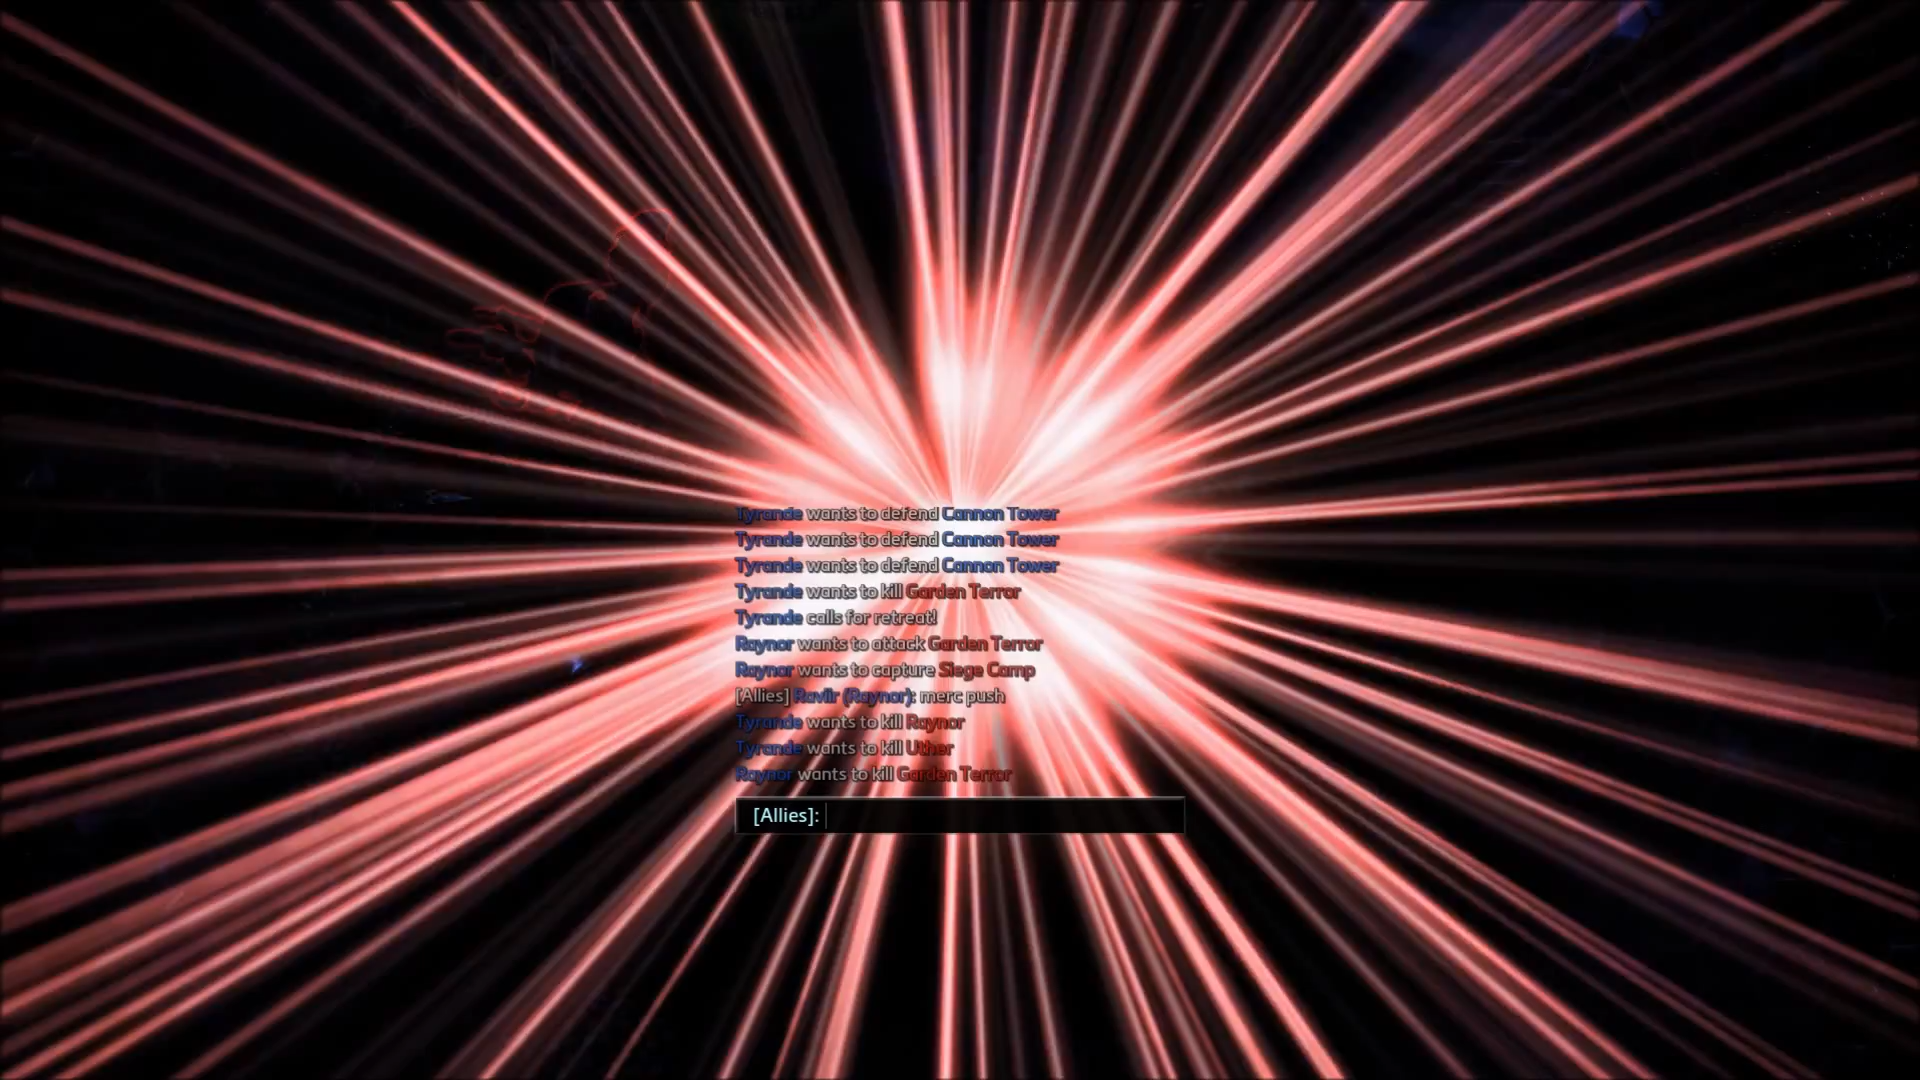 Tyrande wants to defend Cannon Tower
Tyrande wants to defend Cannon Tower
Tyrande wants to defend Cannon Tower
Tyrande wants to kill Garden Terror
Tyrande calls for retreat!
Raynor wants to attack Garden Terror
Raynor wants to capture Siege Camp
[Allies] Raviir (Raynor): merc push
Tyrande wants to kill Raynor
Tyrande wants to kill Uther
Raynor wants to kill Garden Terror
[Allies]: